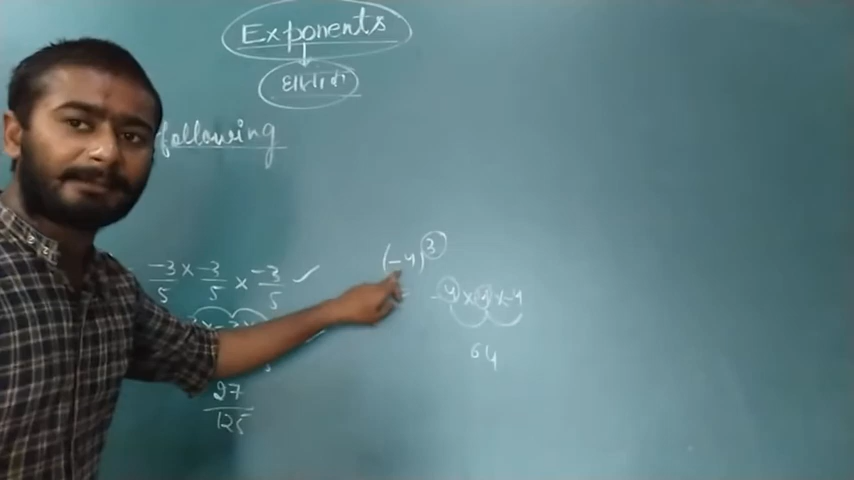 Exponents
घातांक
following
-3/5 × -3/5 × -3/5 ✓
(-4)³
= -4 × -4 × -4
64
27/125